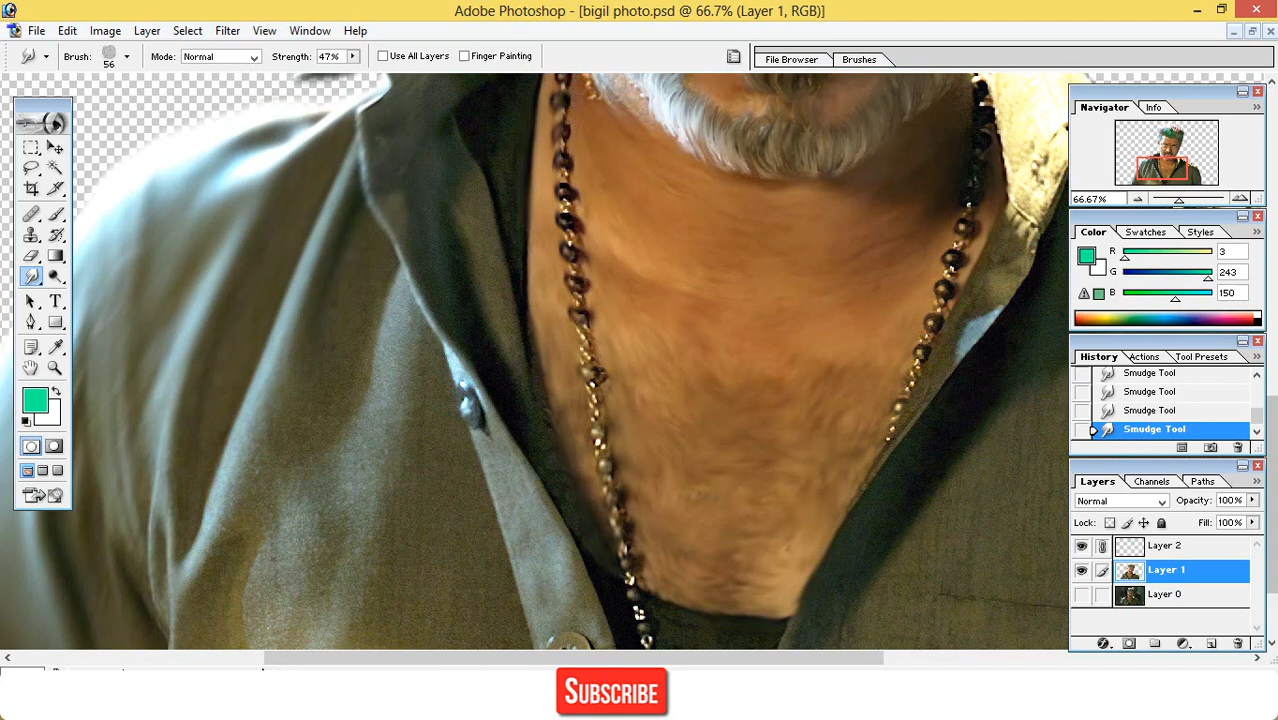 Adobe Photoshop - [bigil photo.psd @ 66.7% (Layer 1, RGB)]
File Edit Image Layer Select Filter View Window Help
Brush: 56 Mode: Normal Strength: 47% Use All Layers Finger Painting File Browser Brushes
Navigator Info
66.67%
Color Swatches Styles
R 3
G 243
B 150
History Actions Tool Presets
Smudge Tool
Smudge Tool
Smudge Tool
Smudge Tool
Layers Channels Paths
Normal Opacity: 100%
Lock: Fill: 100%
Layer 2
Layer 1
Layer 0
T
SUBSCRIBE